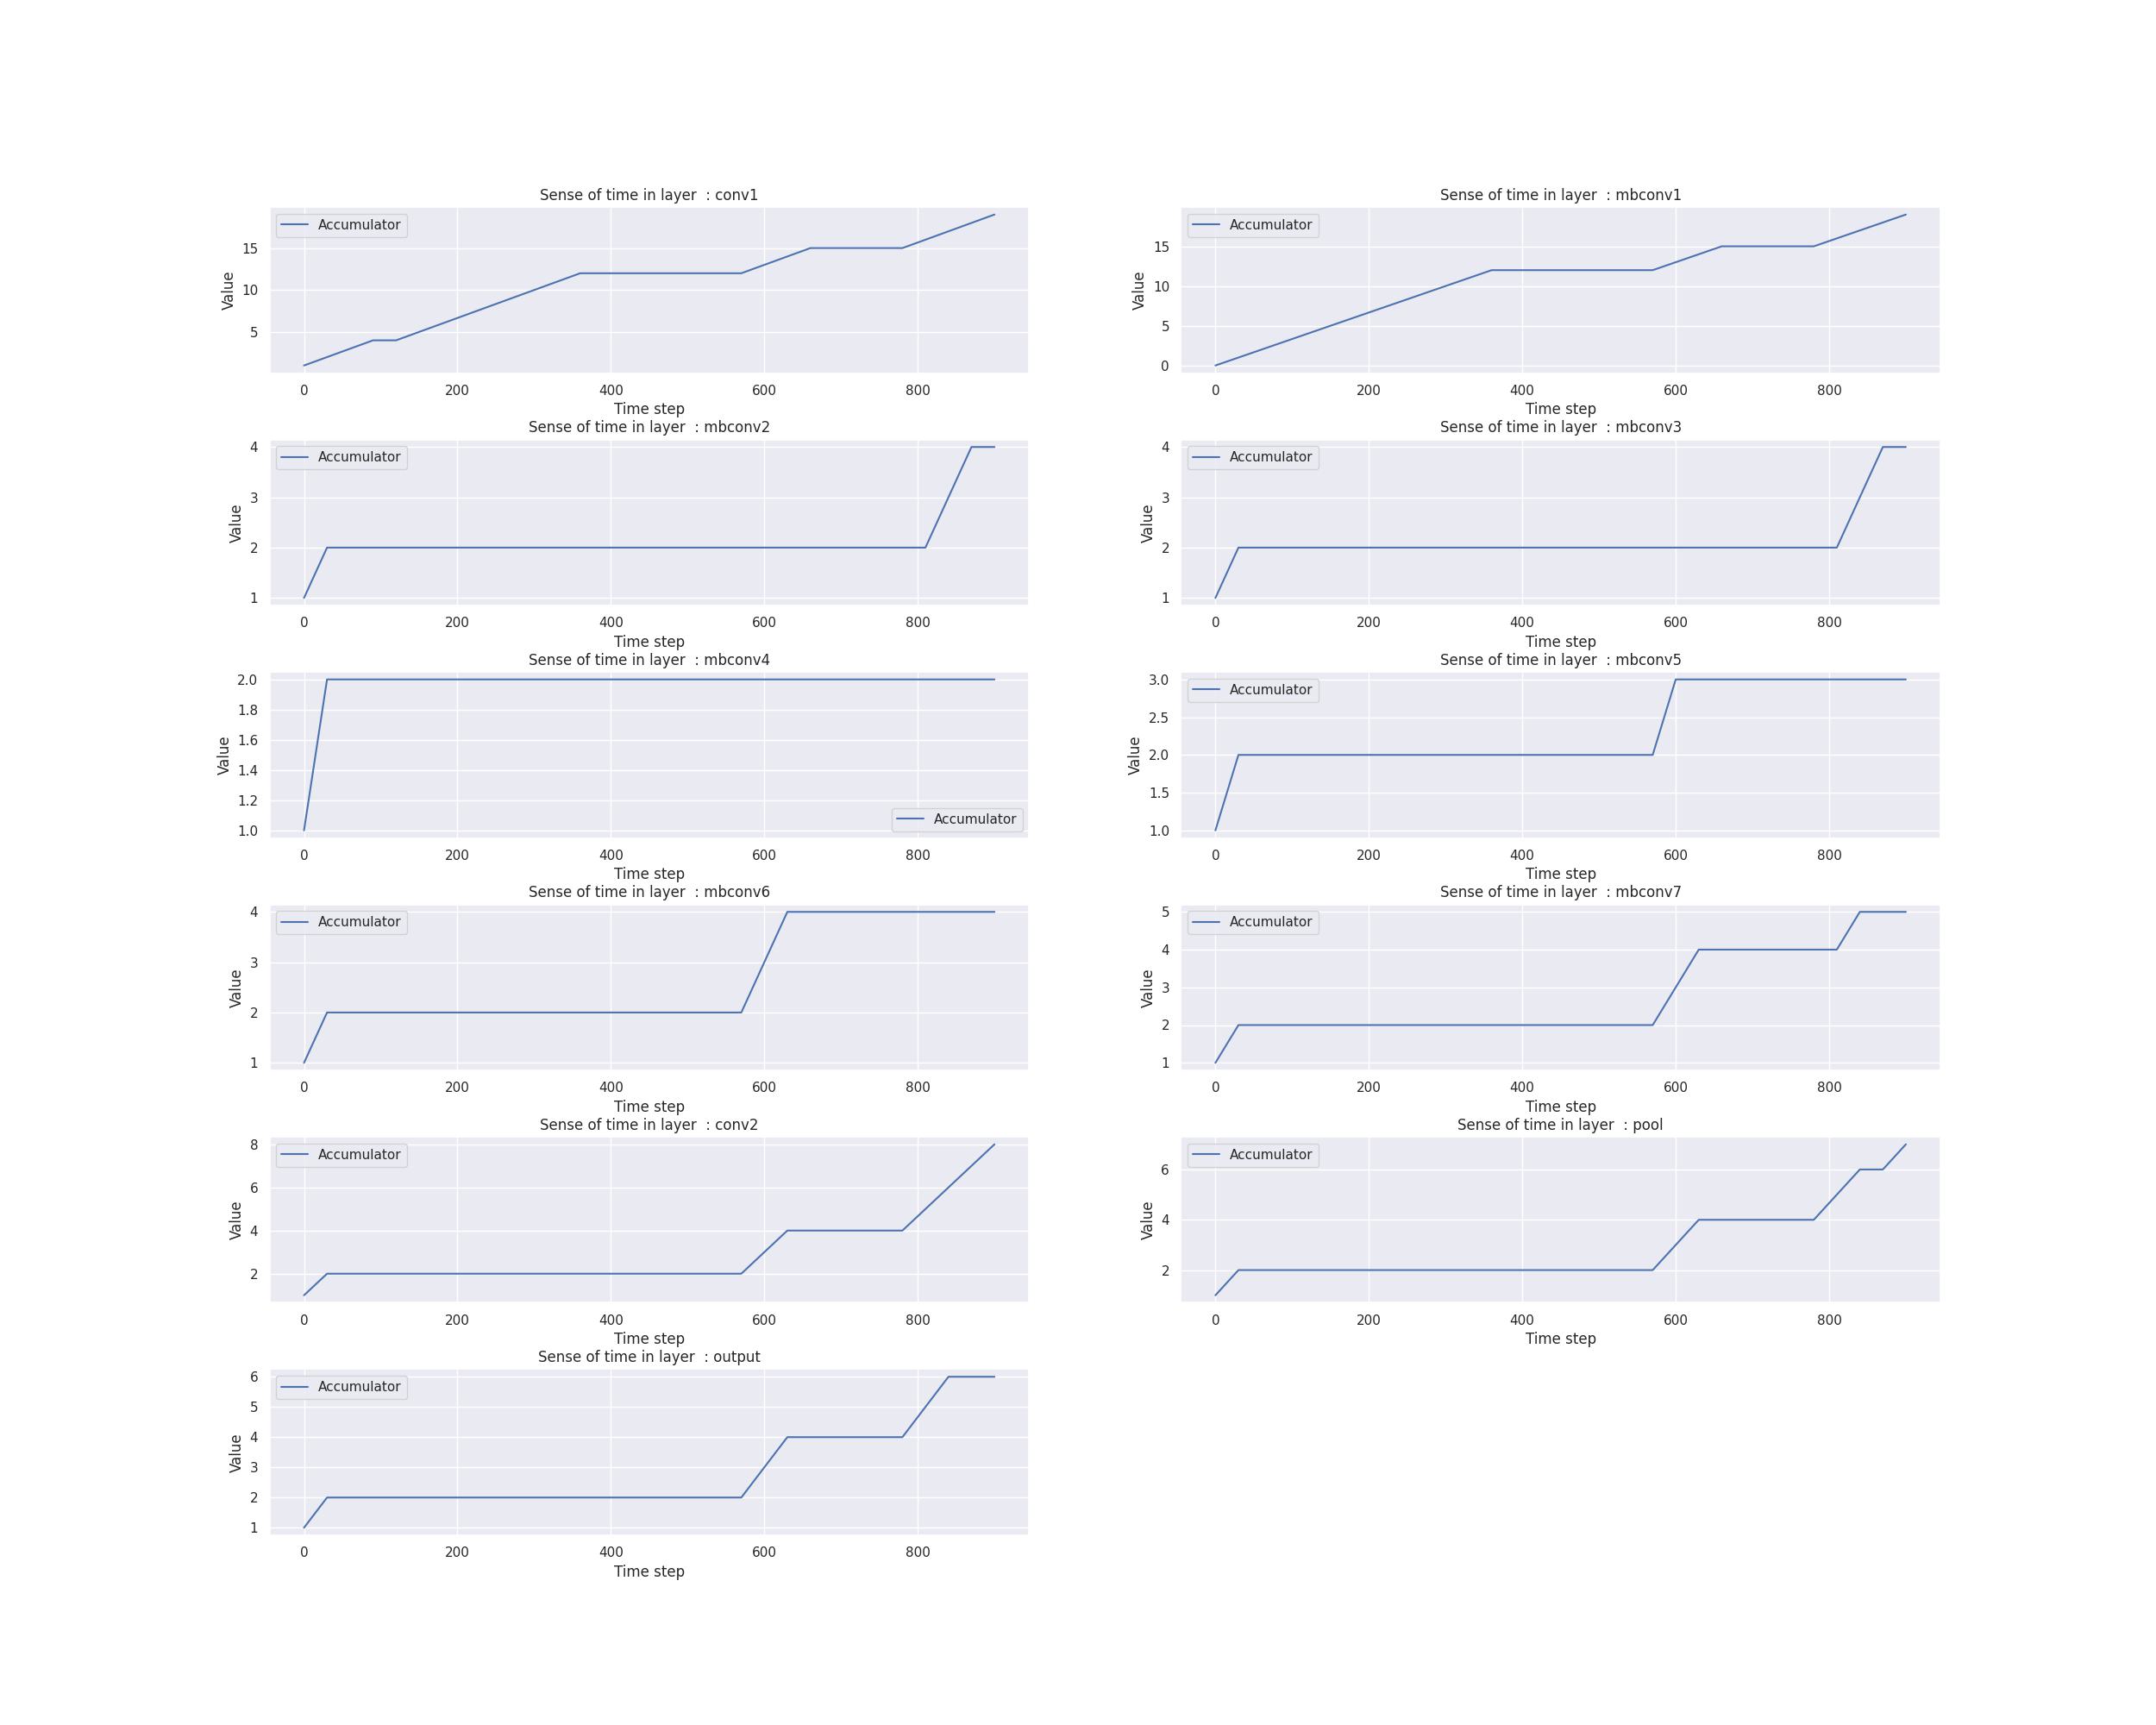 Sense of time in layer  : conv1
Accumulator
Value
15
10
5
0 200 400 600 800
Time step
Sense of time in layer  : mbconv1
Accumulator
Value
15
10
5
0
0 200 400 600 800
Time step
Sense of time in layer  : mbconv2
Accumulator
Value
4
3
2
1
0 200 400 600 800
Time step
Sense of time in layer  : mbconv3
Accumulator
Value
4
3
2
1
0 200 400 600 800
Time step
Sense of time in layer  : mbconv4
Accumulator
Value
2.0
1.8
1.6
1.4
1.2
1.0
0 200 400 600 800
Time step
Sense of time in layer  : mbconv5
Accumulator
Value
3.0
2.5
2.0
1.5
1.0
0 200 400 600 800
Time step
Sense of time in layer  : mbconv6
Accumulator
Value
4
3
2
1
0 200 400 600 800
Time step
Sense of time in layer  : mbconv7
Accumulator
Value
5
4
3
2
1
0 200 400 600 800
Time step
Sense of time in layer  : conv2
Accumulator
Value
8
6
4
2
0 200 400 600 800
Time step
Sense of time in layer  : pool
Accumulator
Value
6
4
2
0 200 400 600 800
Time step
Sense of time in layer  : output
Accumulator
Value
6
5
4
3
2
1
0 200 400 600 800
Time step